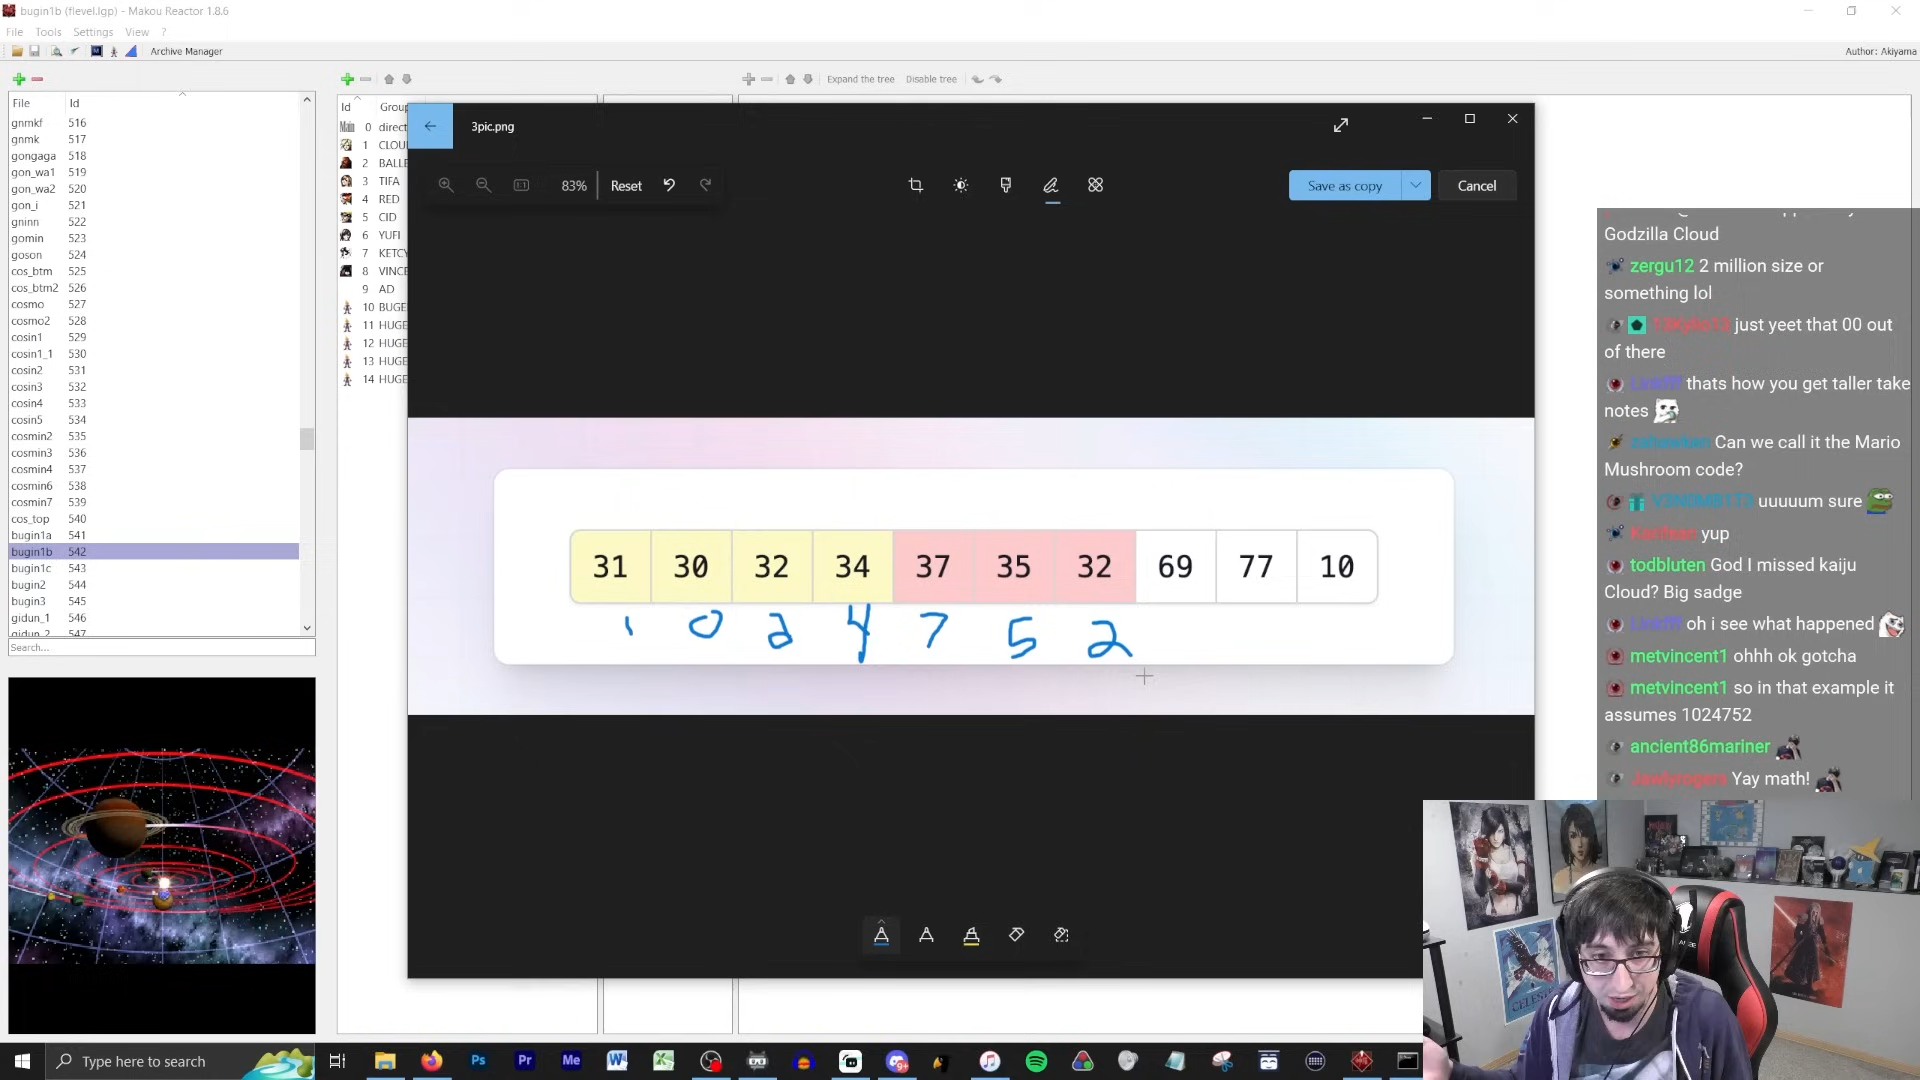 bugin1b (flevel.lgp) - Makou Reactor 1.8.6
File Tools Settings View ?
Archive Manager
Author: Akiyama
Expand the tree Disable tree
File Id
gnmkf 516
gnmk 517
gongaga 518
gon_wa1 519
gon_wa2 520
gon_i 521
gninn 522
gomin 523
goson 524
cos_btm 525
cos_btm2 526
cosmo 527
cosmo2 528
cosin1 529
cosin1_1 530
cosin2 531
cosin3 532
cosin4 533
cosin5 534
cosmin2 535
cosmin3 536
cosmin4 537
cosmin6 538
cosmin7 539
cos_top 540
bugin1a 541
bugin1b 542
bugin1c 543
bugin2 544
bugin3 545
gidun_1 546
gidun_2 547
Search...
Id Group
Main 0 direct
1 CLOU
2 BALLE
3 TIFA
4 RED
5 CID
6 YUFI
7 KETCY
8 VINCE
9 AD
10 BUGE
11 HUGE
12 HUGE
13 HUGE
14 HUGE
3pic.png
83% Reset
Save as copy
Cancel
31 30 32 34 37 35 32 69 77 10
1 0 2 4 7 5 2
Godzilla Cloud
zergu12 2 million size or
something lol
just yeet that 00 out
of there
thats how you get taller take
notes
Can we call it the Mario
Mushroom code?
V3N0MB1T3 uuuuum sure
yup
todbluten God I missed kaiju
Cloud? Big sadge
oh i see what happened
metvincent1 ohhh ok gotcha
metvincent1 so in that example it
assumes 1024752
ancient86mariner
Yay math!
CELESTE
Type here to search
Ps
Pr
Me